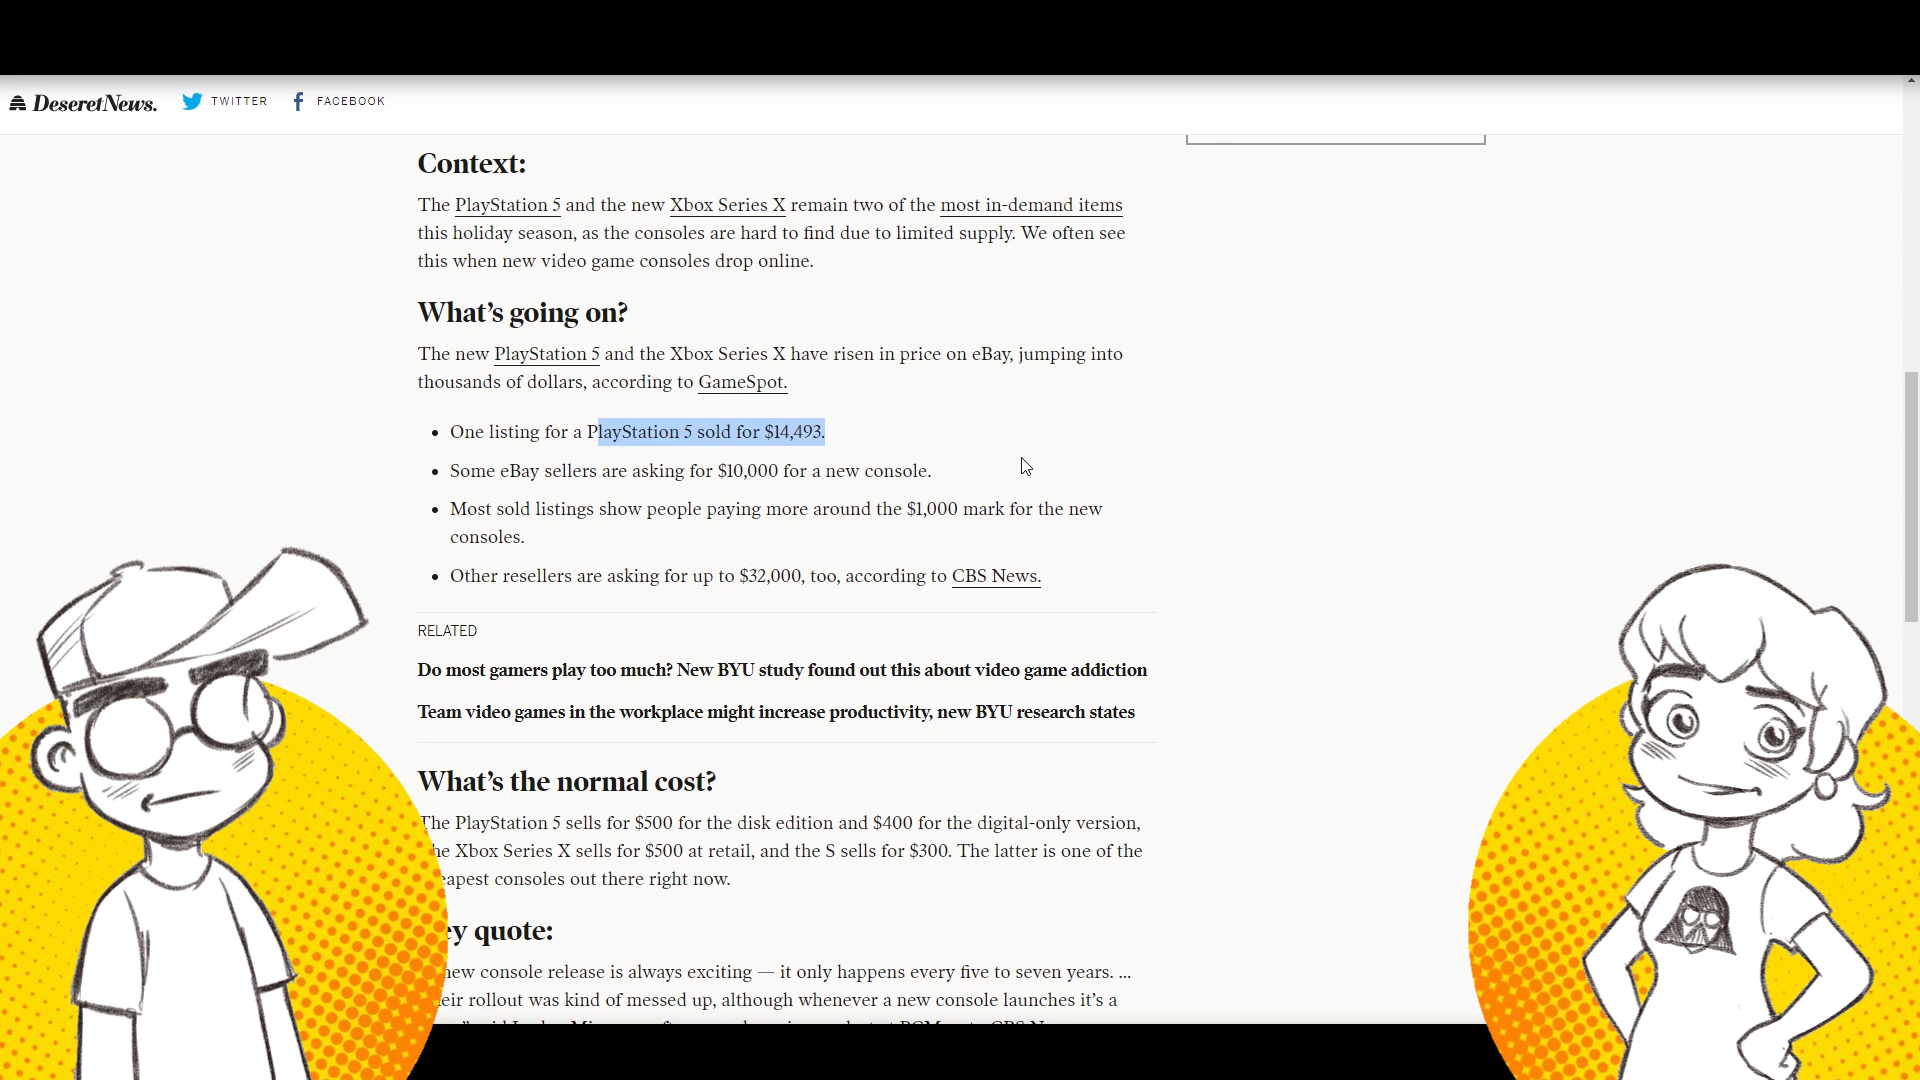 DeseretNews. TWITTER FACEBOOK
Context:
The PlayStation 5 and the new Xbox Series X remain two of the most in-demand items
this holiday season, as the consoles are hard to find due to limited supply. We often see
this when new video game consoles drop online.
What's going on?
The new PlayStation 5 and the Xbox Series X have risen in price on eBay, jumping into
thousands of dollars, according to GameSpot.
• One listing for a PlayStation 5 sold for $14,493.
• Some eBay sellers are asking for $10,000 for a new console.
• Most sold listings show people paying more around the $1,000 mark for the new
consoles.
• Other resellers are asking for up to $32,000, too, according to CBS News.
RELATED
Do most gamers play too much? New BYU study found out this about video game addiction
Team video games in the workplace might increase productivity, new BYU research states
What's the normal cost?
The PlayStation 5 sells for $500 for the disk edition and $400 for the digital-only version,
he Xbox Series X sells for $500 at retail, and the S sells for $300. The latter is one of the
eapest consoles out there right now.
ey quote:
new console release is always exciting — it only happens every five to seven years. ...
eir rollout was kind of messed up, although whenever a new console launches it's a